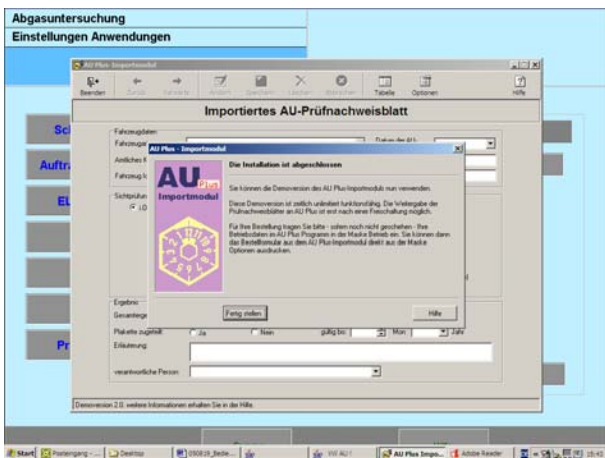 Abgasuntersuchung
Einstellungen Anwendungen
AU Plus-Importmodul
Beenden Zurück Vorwärts Ändern Speichern Löschen Abbrechen Tabelle Optionen Hilfe
Importiertes AU-Prüfnachweisblatt
Fahrzeugdaten:
AU Plus - Importmodul
AU Plus
Importmodul
Die Installation ist abgeschlossen
Sie können die Demoversion des AU Plus-Importmoduls nun verwenden.
Diese Demoversion ist zeitlich unlimitiert funktionsfähig. Die Weitergabe der
Prüfnachweisblätter an AU Plus ist erst nach einer Freischaltung möglich.
Für Ihre Bestellung tragen Sie bitte - sofern noch nicht geschehen - Ihre
Betriebsdaten im AU Plus Programm in der Maske Betrieb ein. Sie können dann
das Bestellformular aus dem AU Plus-Importmodul direkt aus der Maske
Optionen ausdrucken.
Fertig stellen Hilfe
Ergebnis:
Plakette zugeteilt: Ja Nein gültig bis: Mon Jahr
Erläuterung:
verantwortliche Person:
Demoversion 2.0. weitere Informationen erhalten Sie in der Hilfe.
Start Posteingang - ... Desktop AU Plus Impo... Adobe Reader 15:43